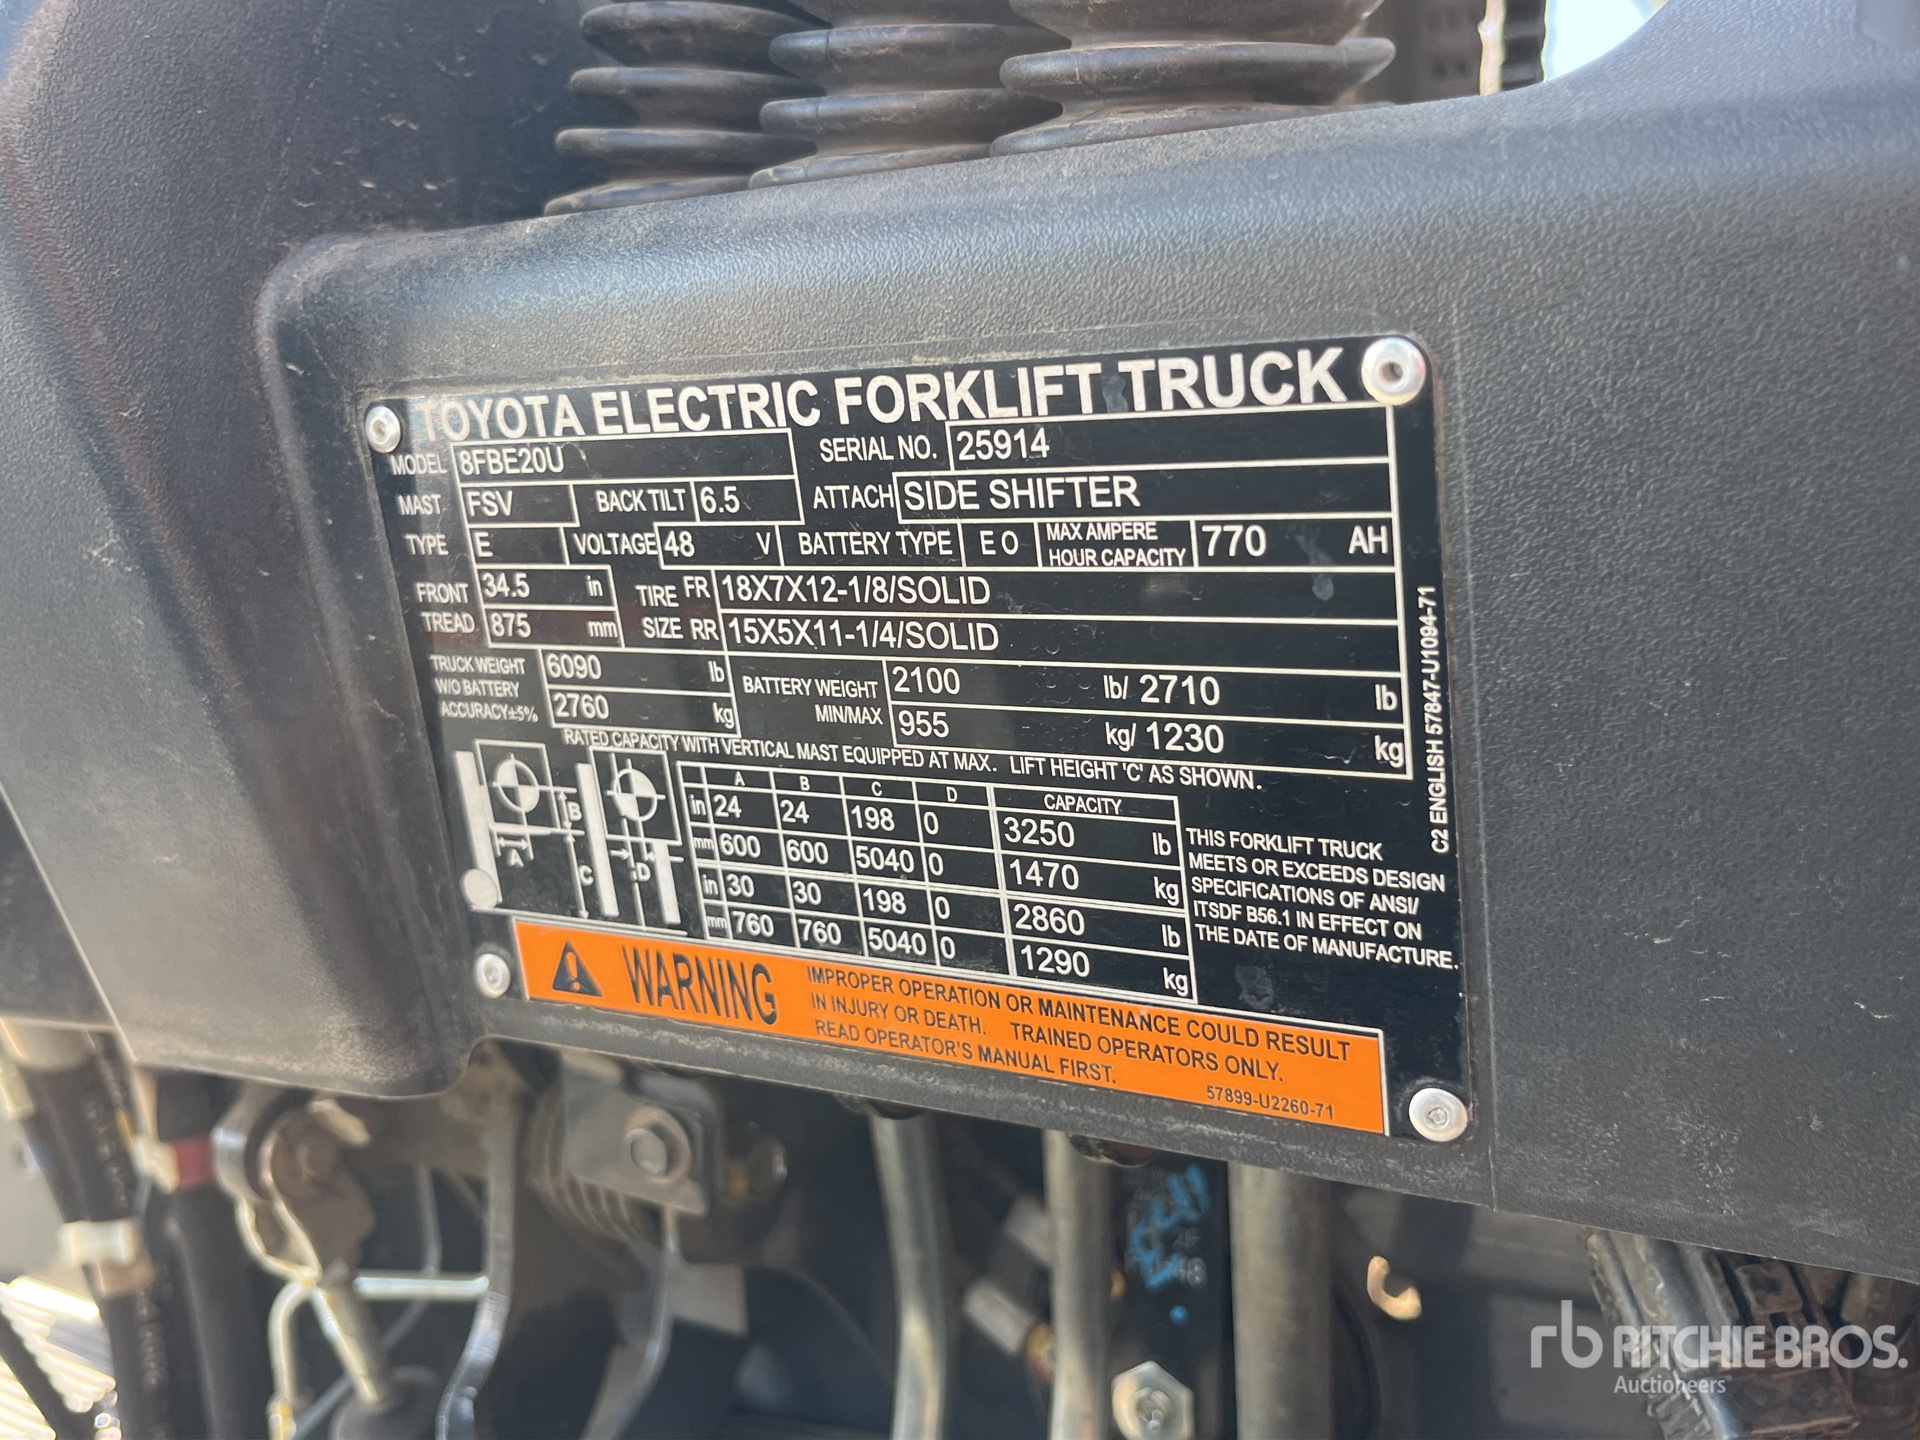 TOYOTA ELECTRIC FORKLIFT TRUCK
MODEL 8FBE20U SERIAL NO. 25914
MAST FSV BACK TILT 6.5 ATTACH SIDE SHIFTER
TYPE E VOLTAGE 48 V BATTERY TYPE E O MAX AMPERE HOUR CAPACITY 770 AH
FRONT TREAD 34.5 in TIRE SIZE FR 18X7X12-1/8/SOLID
875 mm RR 15X5X11-1/4/SOLID
TRUCK WEIGHT W/O BATTERY ACCURACY±5% 6090 lb BATTERY WEIGHT MIN/MAX 2100 lb/ 2710 lb
2760 kg 955 kg/ 1230 kg
RATED CAPACITY WITH VERTICAL MAST EQUIPPED AT MAX. LIFT HEIGHT 'C' AS SHOWN.
A B C D CAPACITY
in 24 24 198 0 3250 lb
mm 600 600 5040 0 1470 kg
in 30 30 198 0 2860 lb
mm 760 760 5040 0 1290 kg
A B C D
THIS FORKLIFT TRUCK
MEETS OR EXCEEDS DESIGN
SPECIFICATIONS OF ANSI/
ITSDF B56.1 IN EFFECT ON
THE DATE OF MANUFACTURE.
C2 ENGLISH 57847-U1094-71
WARNING
IMPROPER OPERATION OR MAINTENANCE COULD RESULT
IN INJURY OR DEATH. TRAINED OPERATORS ONLY.
READ OPERATOR'S MANUAL FIRST.
57899-U2260-71
rb RITCHIE BROS.
Auctioneers